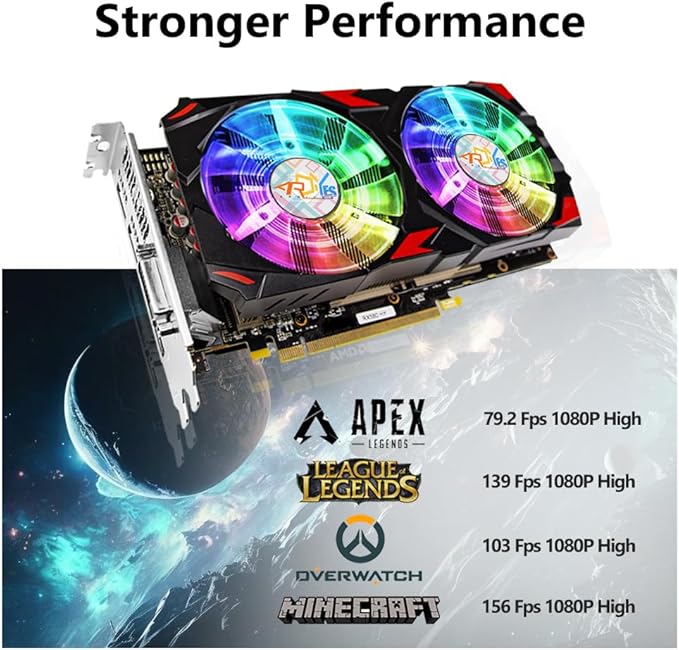 Stronger Performance
AMD
APEX
LEGENDS
79.2 Fps 1080P High
LEAGUE of
LEGENDS
139 Fps 1080P High
OVERWATCH
103 Fps 1080P High
MINECRAFT
156 Fps 1080P High